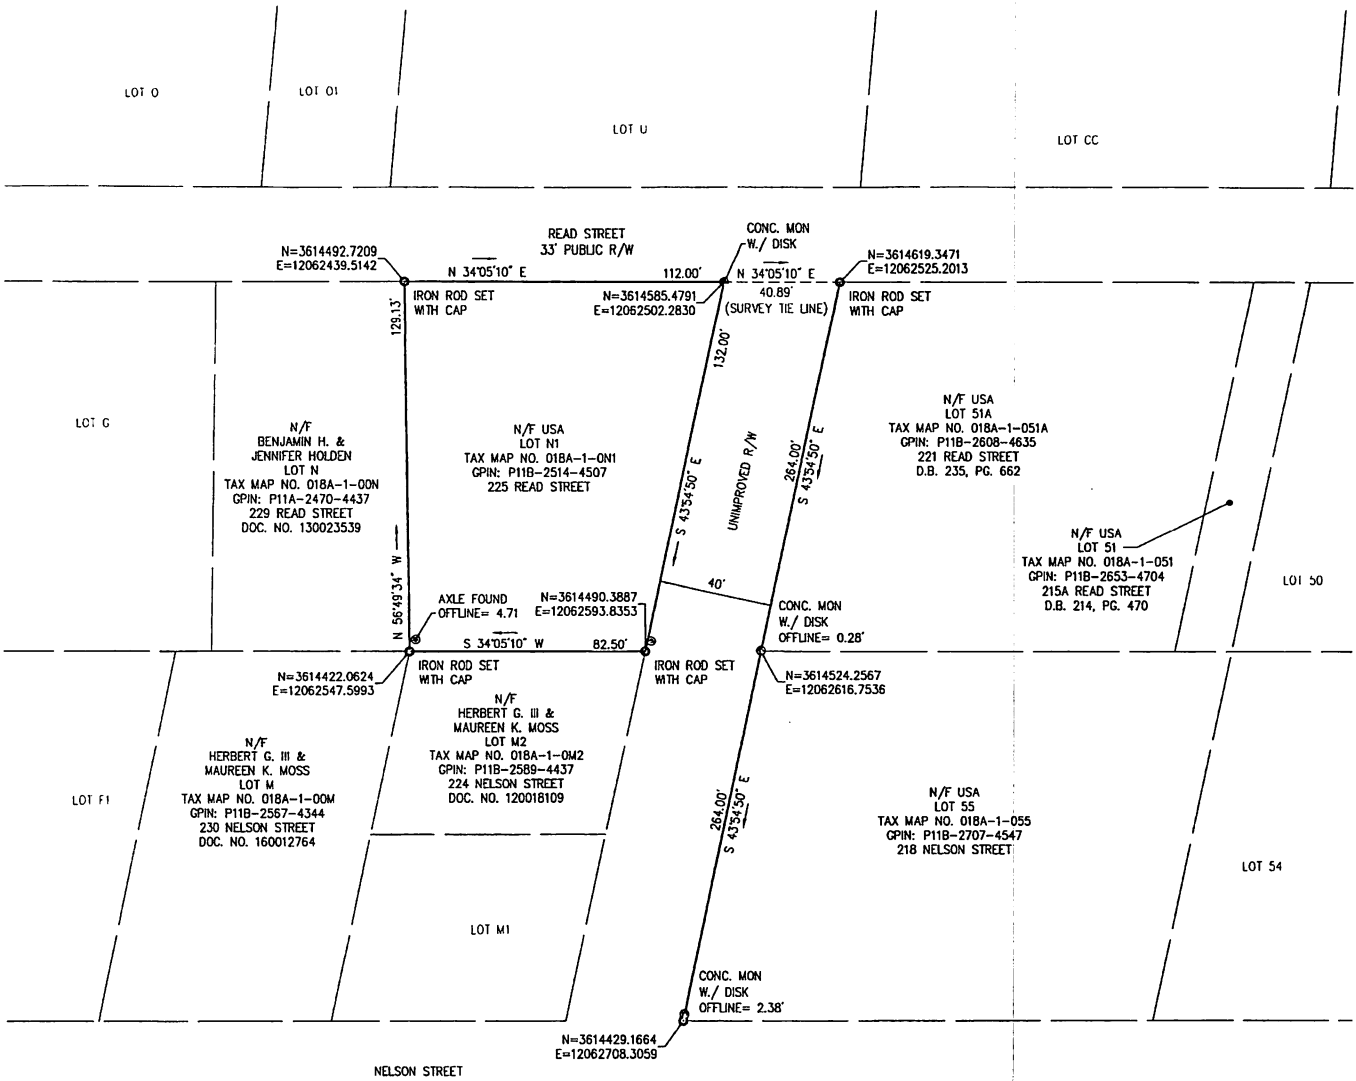 LOT O
LOT O1
LOT U
LOT CC
READ STREET
33' PUBLIC R/W
CONC. MON
W./ DISK
N=3614492.7209
E=12062439.5142
N 34°05'10" E
112.00'
N 34°05'10" E
40.89'
(SURVEY TIE LINE)
N=3614619.3471
E=12062525.2013
IRON ROD SET
WITH CAP
N=3614585.4791
E=12062502.2830
IRON ROD SET
WITH CAP
129.13'
132.00'
LOT G
N/F
BENJAMIN H. &
JENNIFER HOLDEN
LOT N
TAX MAP NO. 018A-1-00N
GPIN: P11A-2470-4437
229 READ STREET
DOC. NO. 130023539
N/F USA
LOT N1
TAX MAP NO. 018A-1-0N1
GPIN: P11B-2514-4507
225 READ STREET
S 43°54'50" E
UNIMPROVED R/W
264.00'
S 43°54'50" E
N/F USA
LOT 51A
TAX MAP NO. 018A-1-051A
GPIN: P11B-2608-4635
221 READ STREET
D.B. 235, PG. 662
N/F USA
LOT 51
TAX MAP NO. 018A-1-051
GPIN: P11B-2653-4704
215A READ STREET
D.B. 214, PG. 470
LOT 50
N 56°49'34" W
AXLE FOUND
OFFLINE= 4.71
N=3614490.3887
E=12062593.8353
40'
CONC. MON
W./ DISK
OFFLINE= 0.28'
S 34°05'10" W
82.50'
N=3614422.0624
E=12062547.5993
IRON ROD SET
WITH CAP
IRON ROD SET
WITH CAP
N=3614524.2567
E=12062616.7536
N/F
HERBERT G. III &
MAUREEN K. MOSS
LOT M2
TAX MAP NO. 018A-1-0M2
GPIN: P11B-2589-4437
224 NELSON STREET
DOC. NO. 120018109
N/F
HERBERT G. III &
MAUREEN K. MOSS
LOT M
TAX MAP NO. 018A-1-00M
GPIN: P11B-2567-4344
230 NELSON STREET
DOC. NO. 160012764
LOT F1
264.00'
S 43°54'50" E
N/F USA
LOT 55
TAX MAP NO. 018A-1-055
GPIN: P11B-2707-4547
218 NELSON STREET
LOT 54
LOT M1
CONC. MON
W./ DISK
OFFLINE= 2.38'
N=3614429.1664
E=12062708.3059
NELSON STREET